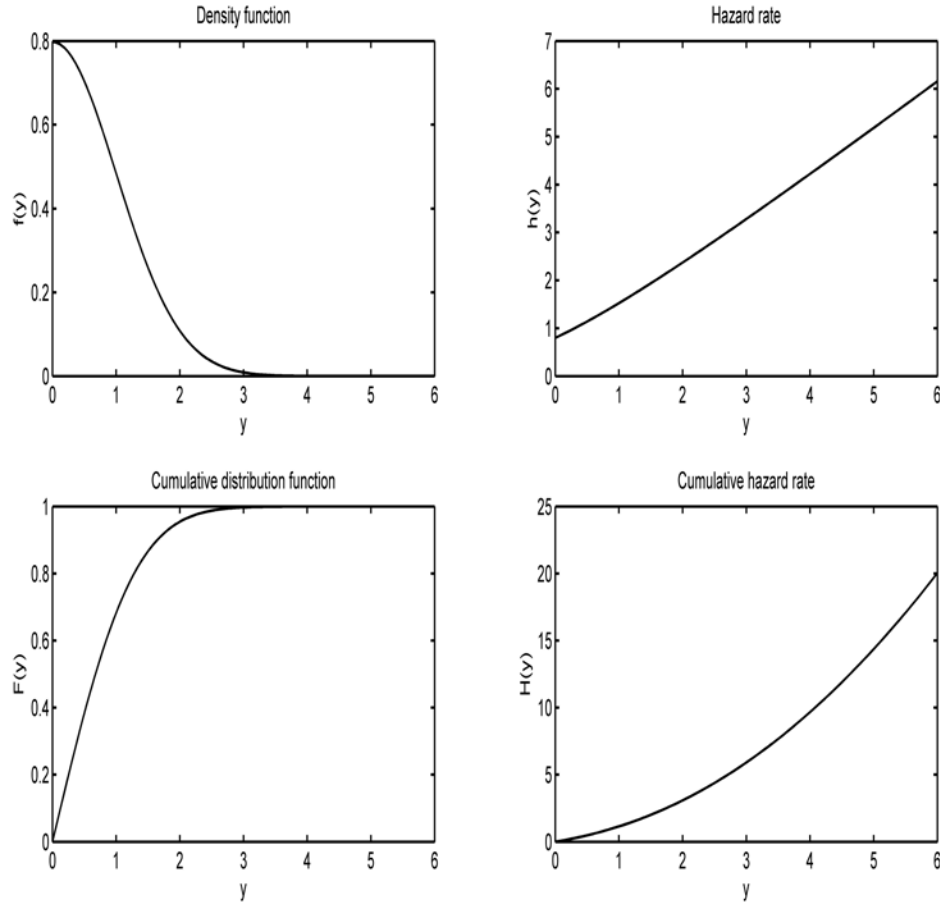 Density function
0.8
0.6
0.4
0.2
0
f(y)
0 1 2 3 4 5 6
y
Hazard rate
7
6
5
4
3
2
1
0
h(y)
0 1 2 3 4 5 6
y
Cumulative distribution function
1
0.8
0.6
0.4
0.2
0
F(y)
0 1 2 3 4 5 6
y
Cumulative hazard rate
25
20
15
10
5
0
H(y)
0 1 2 3 4 5 6
y